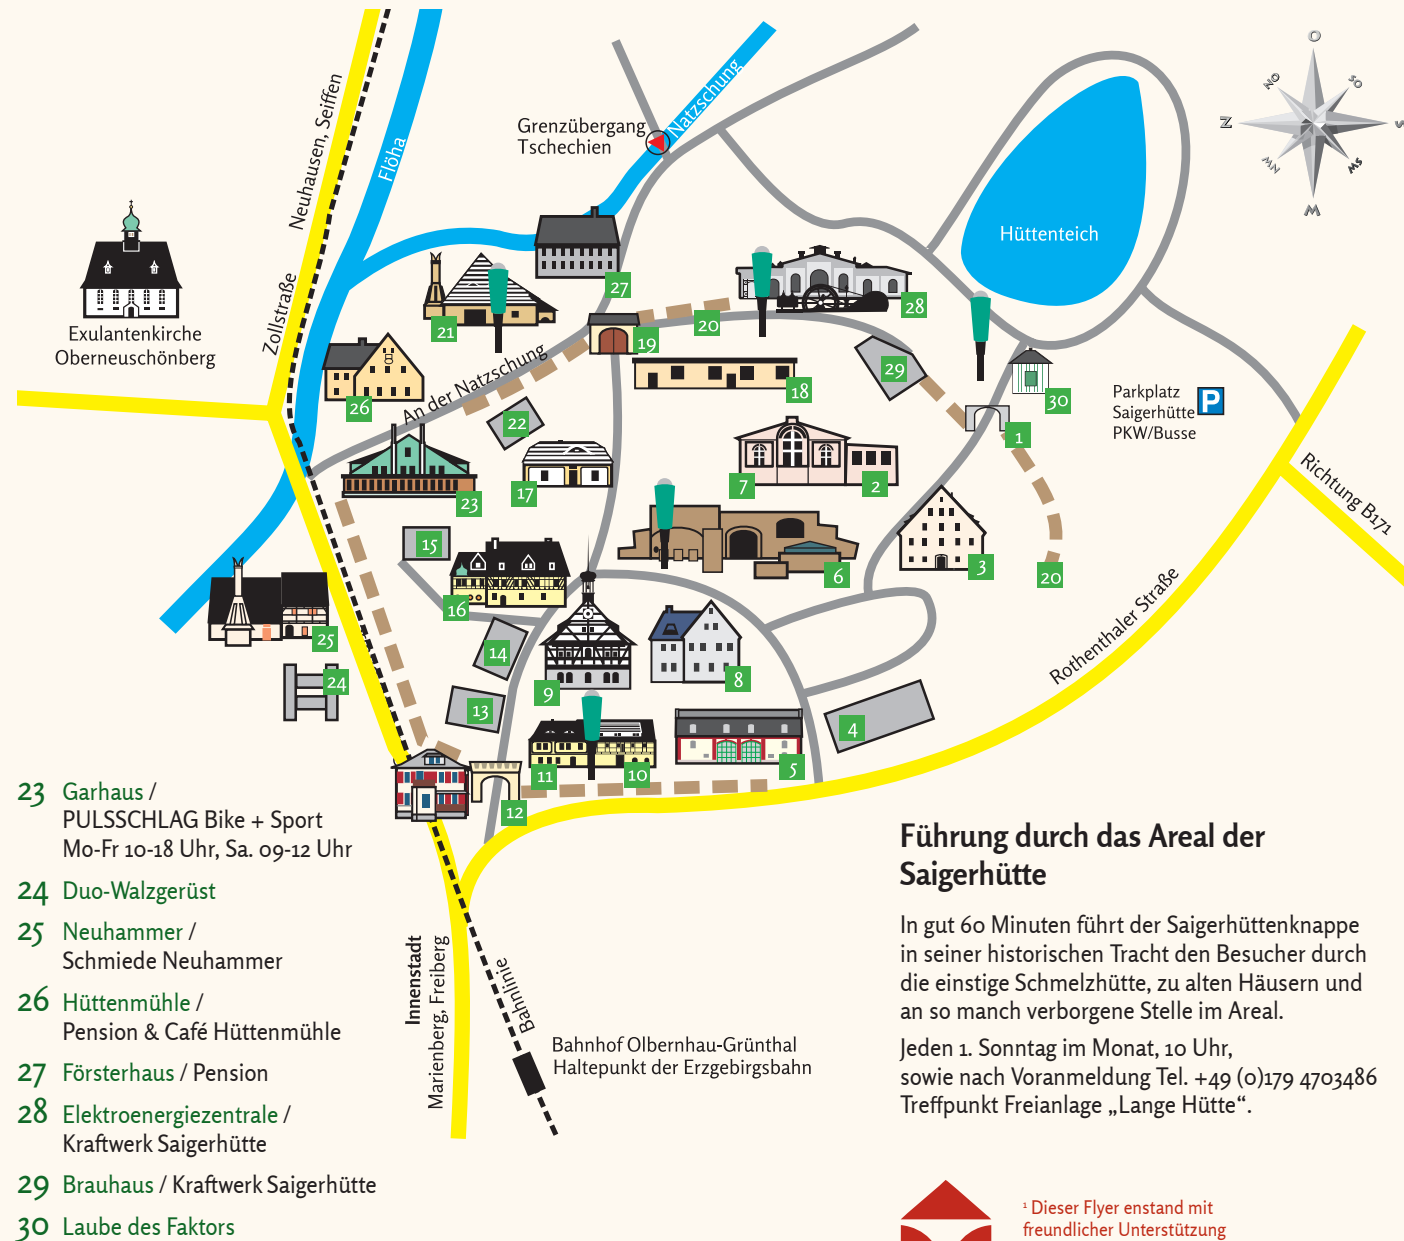 Neuhausen, Seiffen
Zollstraße
Flöha
Grenzübergang
Tschechien
Natzschung
Hüttenteich
O
SO
S
SW
W
NW
N
NO
Exulantenkirche
Oberneuschönberg
An der Natzschung
27
21
19
20
28
18
29
30
26
22
1
Parkplatz
Saigerhütte
PKW/Busse
P
23
17
7
2
Richtung B171
15
16
6
3
20
25
14
9
8
Rothenthaler Straße
24
13
4
11
10
5
12
23 Garhaus /
PULSSCHLAG Bike + Sport
Mo-Fr 10-18 Uhr, Sa. 09-12 Uhr
24 Duo-Walzgerüst
25 Neuhammer /
Schmiede Neuhammer
26 Hüttenmühle /
Pension & Café Hüttenmühle
27 Försterhaus / Pension
28 Elektroenergiezentrale /
Kraftwerk Saigerhütte
29 Brauhaus / Kraftwerk Saigerhütte
30 Laube des Faktors
Innenstadt
Marienberg, Freiberg
Bahnlinie
Bahnhof Olbernhau-Grünthal
Haltepunkt der Erzgebirgsbahn
Führung durch das Areal der
Saigerhütte
In gut 60 Minuten führt der Saigerhüttenknappe
in seiner historischen Tracht den Besucher durch
die einstige Schmelzhütte, zu alten Häusern und
an so manch verborgene Stelle im Areal.
Jeden 1. Sonntag im Monat, 10 Uhr,
sowie nach Voranmeldung Tel. +49 (0)179 4703486
Treffpunkt Freianlage „Lange Hütte“.
¹ Dieser Flyer enstand mit
freundlicher Unterstützung